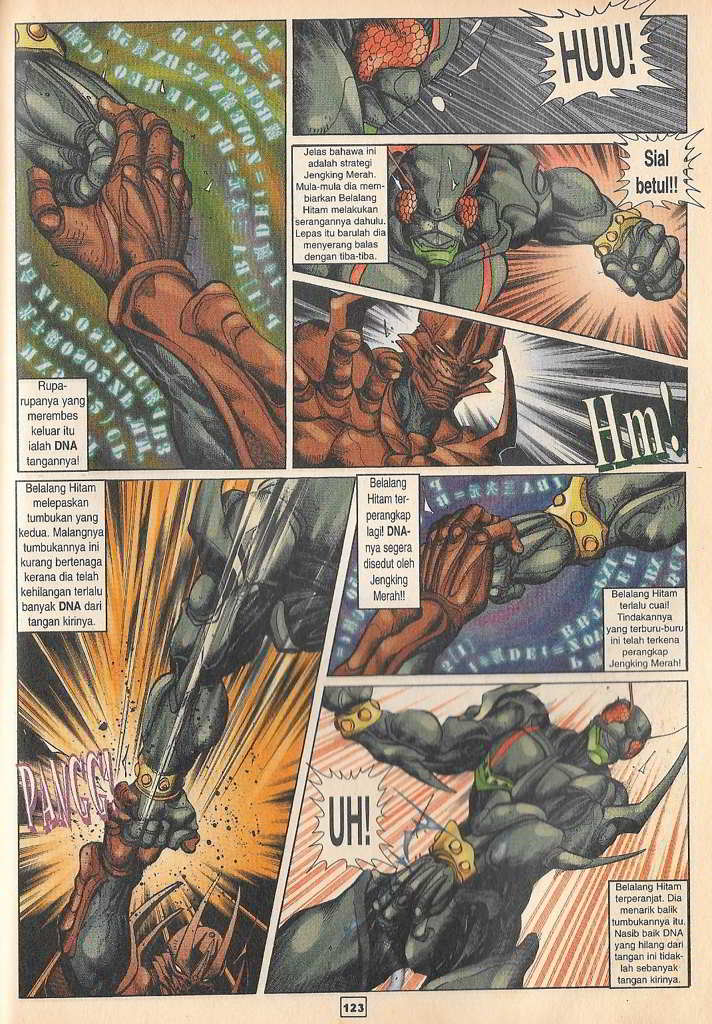 Rupa-
rupanya yang
merembes
keluar itu
ialah DNA
tangannya!
HUU!
Jelas bahawa ini
adalah strategi
Jengking Merah.
Mula-mula dia mem-
biarkan Belalang
Hitam melakukan
serangannya dahulu.
Lepas itu barulah dia
menyerang balas
dengan tiba-tiba.
Sial
betul!!
Hm!
Belalang Hitam
melepaskan
tumbukan yang
kedua. Malangnya
tumbukannya ini
kurang bertenaga
kerana dia telah
kehilangan terlalu
banyak DNA dari
tangan kirinya.
PANGG!
Belalang
Hitam ter-
perangkap
lagi! DNA-
nya segera
disedut oleh
Jengking
Merah!!
Belalang Hitam
terlalu cuai!
Tindakannya
yang terburu-buru
ini telah terkena
perangkap
Jengking Merah!
UH!
Belalang Hitam
terperanjat. Dia
menarik balik
tumbukannya itu.
Nasib baik DNA
yang hilang dari
tangan ini tidak-
lah sebanyak
tangan kirinya.
123